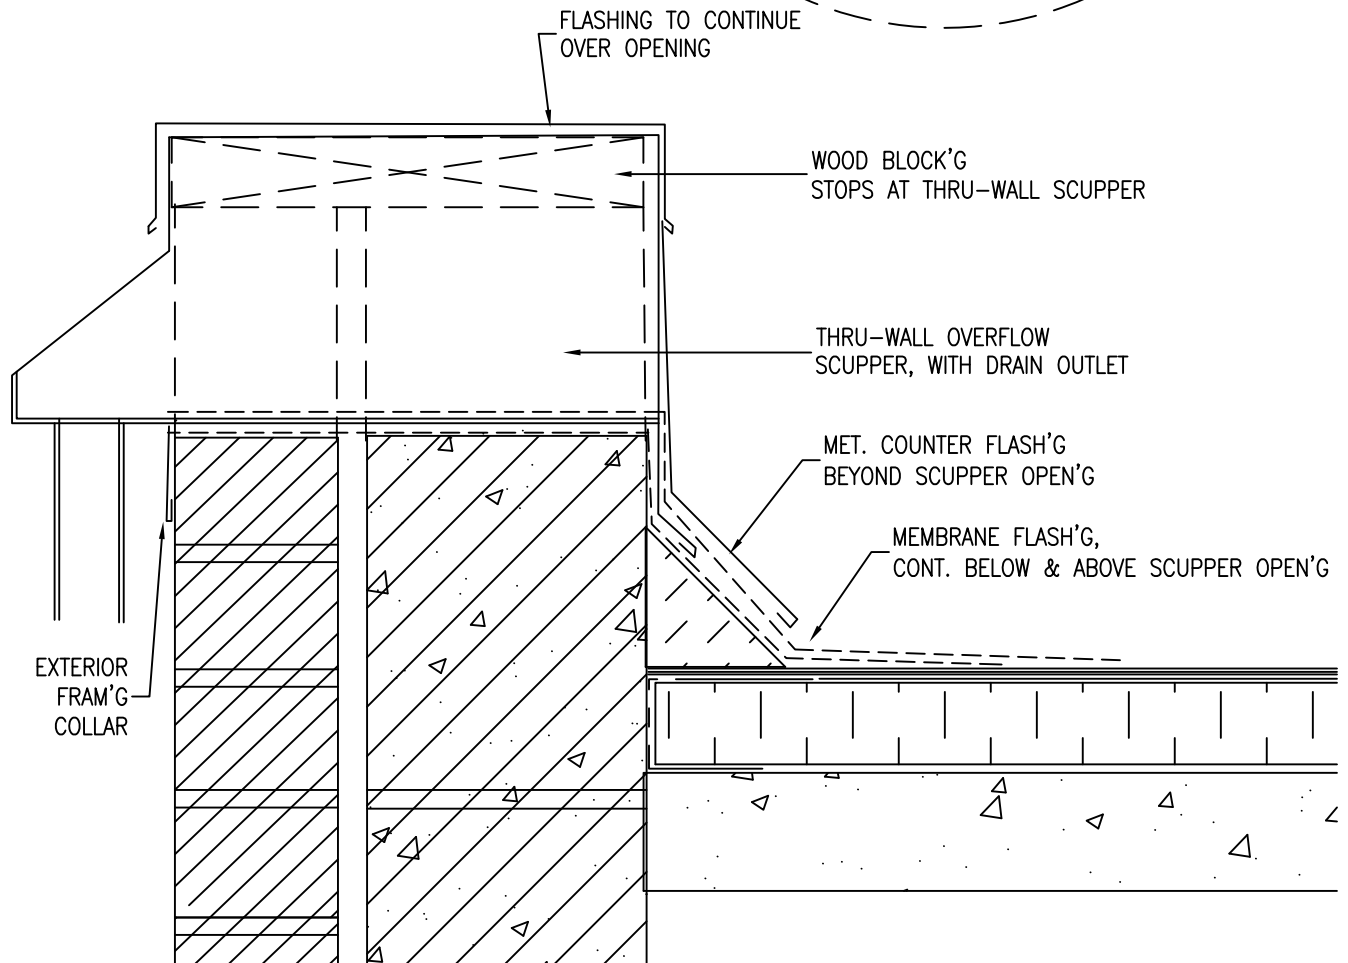 FLASHING TO CONTINUE
OVER OPENING
WOOD BLOCK'G
STOPS AT THRU-WALL SCUPPER
THRU-WALL OVERFLOW
SCUPPER, WITH DRAIN OUTLET
MET. COUNTER FLASH'G
BEYOND SCUPPER OPEN'G
MEMBRANE FLASH'G,
CONT. BELOW & ABOVE SCUPPER OPEN'G
EXTERIOR
FRAM'G
COLLAR